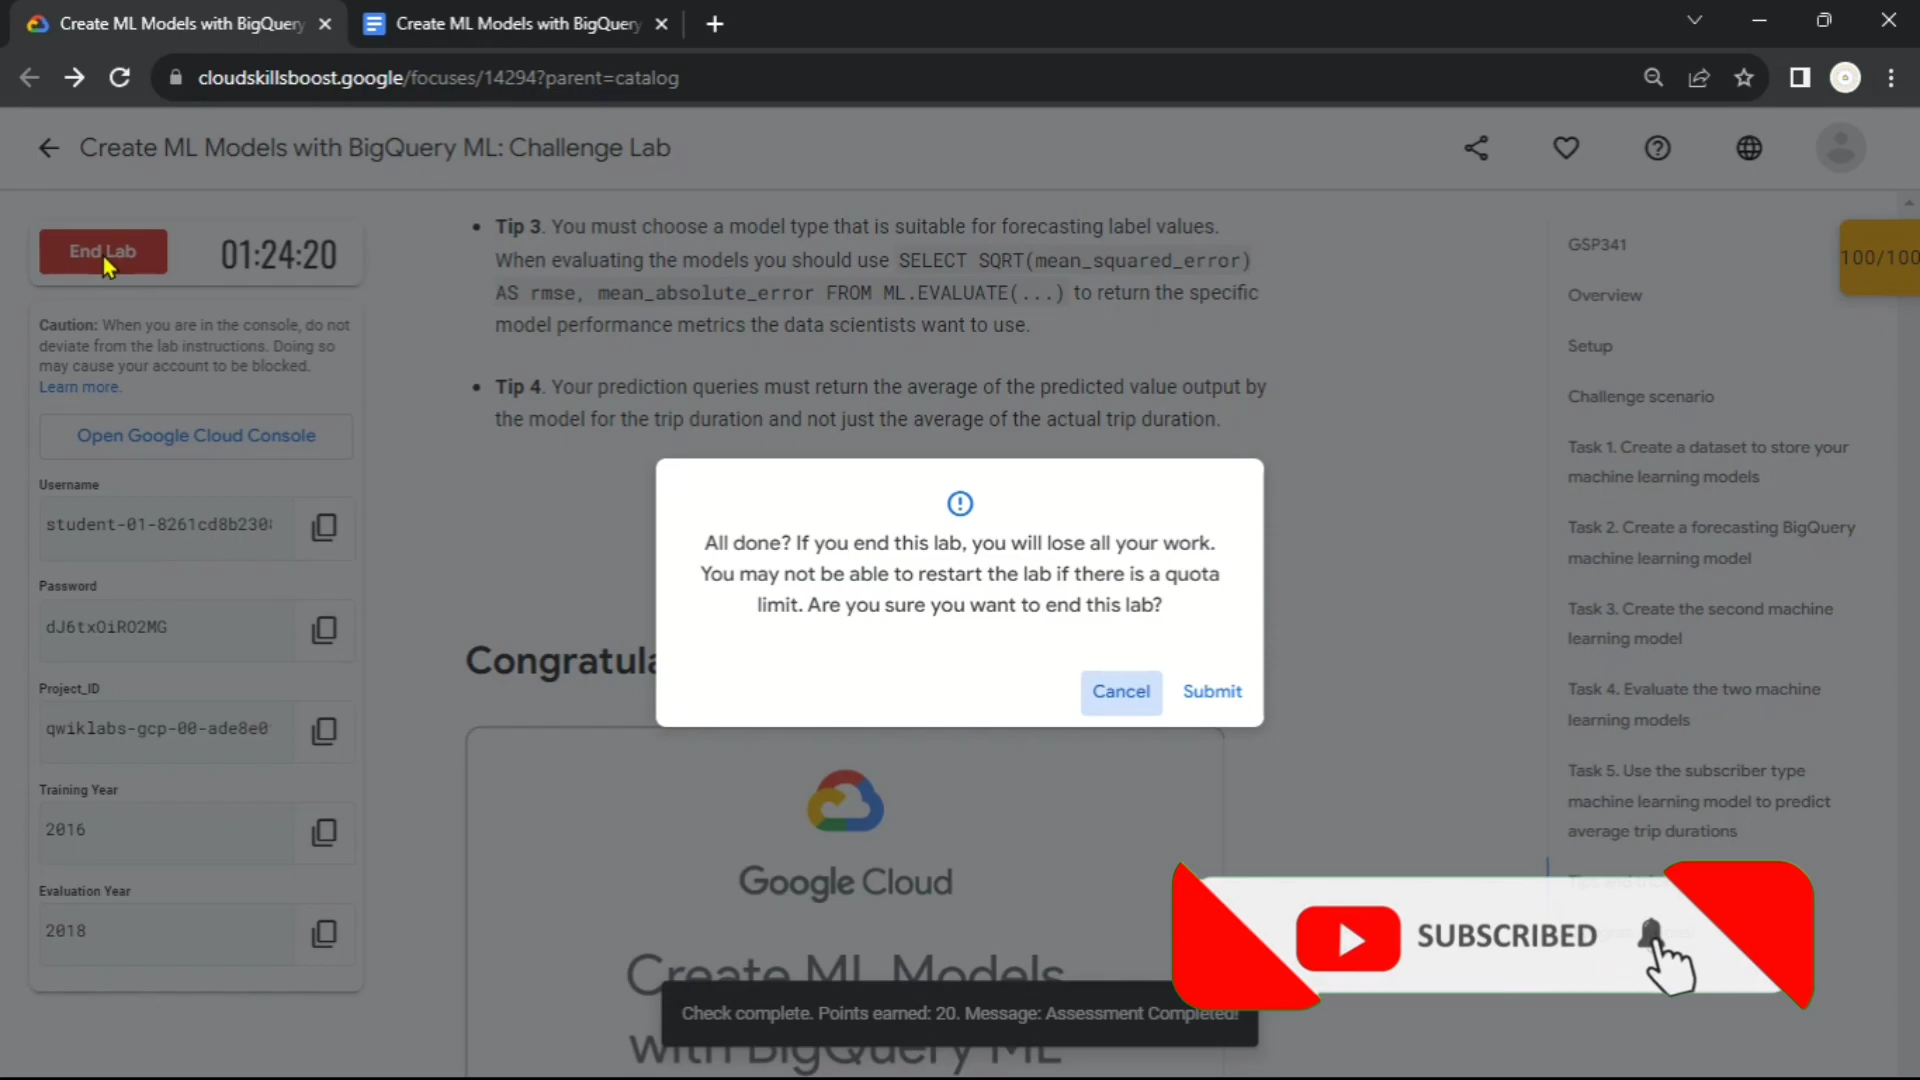 Create ML Models with BigQuery
Create ML Models with BigQuery
cloudskillsboost.google/focuses/14294?parent=catalog
Create ML Models with BigQuery ML: Challenge Lab
End Lab
01:24:20
Caution: When you are in the console, do not
deviate from the lab instructions. Doing so
may cause your account to be blocked.
Learn more.
Open Google Cloud Console
Username
student-01-8261cd8b230
Password
dJ6txOiRO2MG
Project_ID
qwiklabs-gcp-00-ade8e0
Training Year
2016
Evaluation Year
2018
• Tip 3. You must choose a model type that is suitable for forecasting label values.
When evaluating the models you should use SELECT SQRT(mean_squared_error)
AS rmse, mean_absolute_error FROM ML.EVALUATE(...) to return the specific
model performance metrics the data scientists want to use.
• Tip 4. Your prediction queries must return the average of the predicted value output by
the model for the trip duration and not just the average of the actual trip duration.
All done? If you end this lab, you will lose all your work.
You may not be able to restart the lab if there is a quota
limit. Are you sure you want to end this lab?
Cancel Submit
Congratula
Google Cloud
Create ML Models
with BigQuery ML
Check complete. Points earned: 20. Message: Assessment Completed!
GSP341
100/100
Overview
Setup
Challenge scenario
Task 1. Create a dataset to store your
machine learning models
Task 2. Create a forecasting BigQuery
machine learning model
Task 3. Create the second machine
learning model
Task 4. Evaluate the two machine
learning models
Task 5. Use the subscriber type
machine learning model to predict
average trip durations
SUBSCRIBED